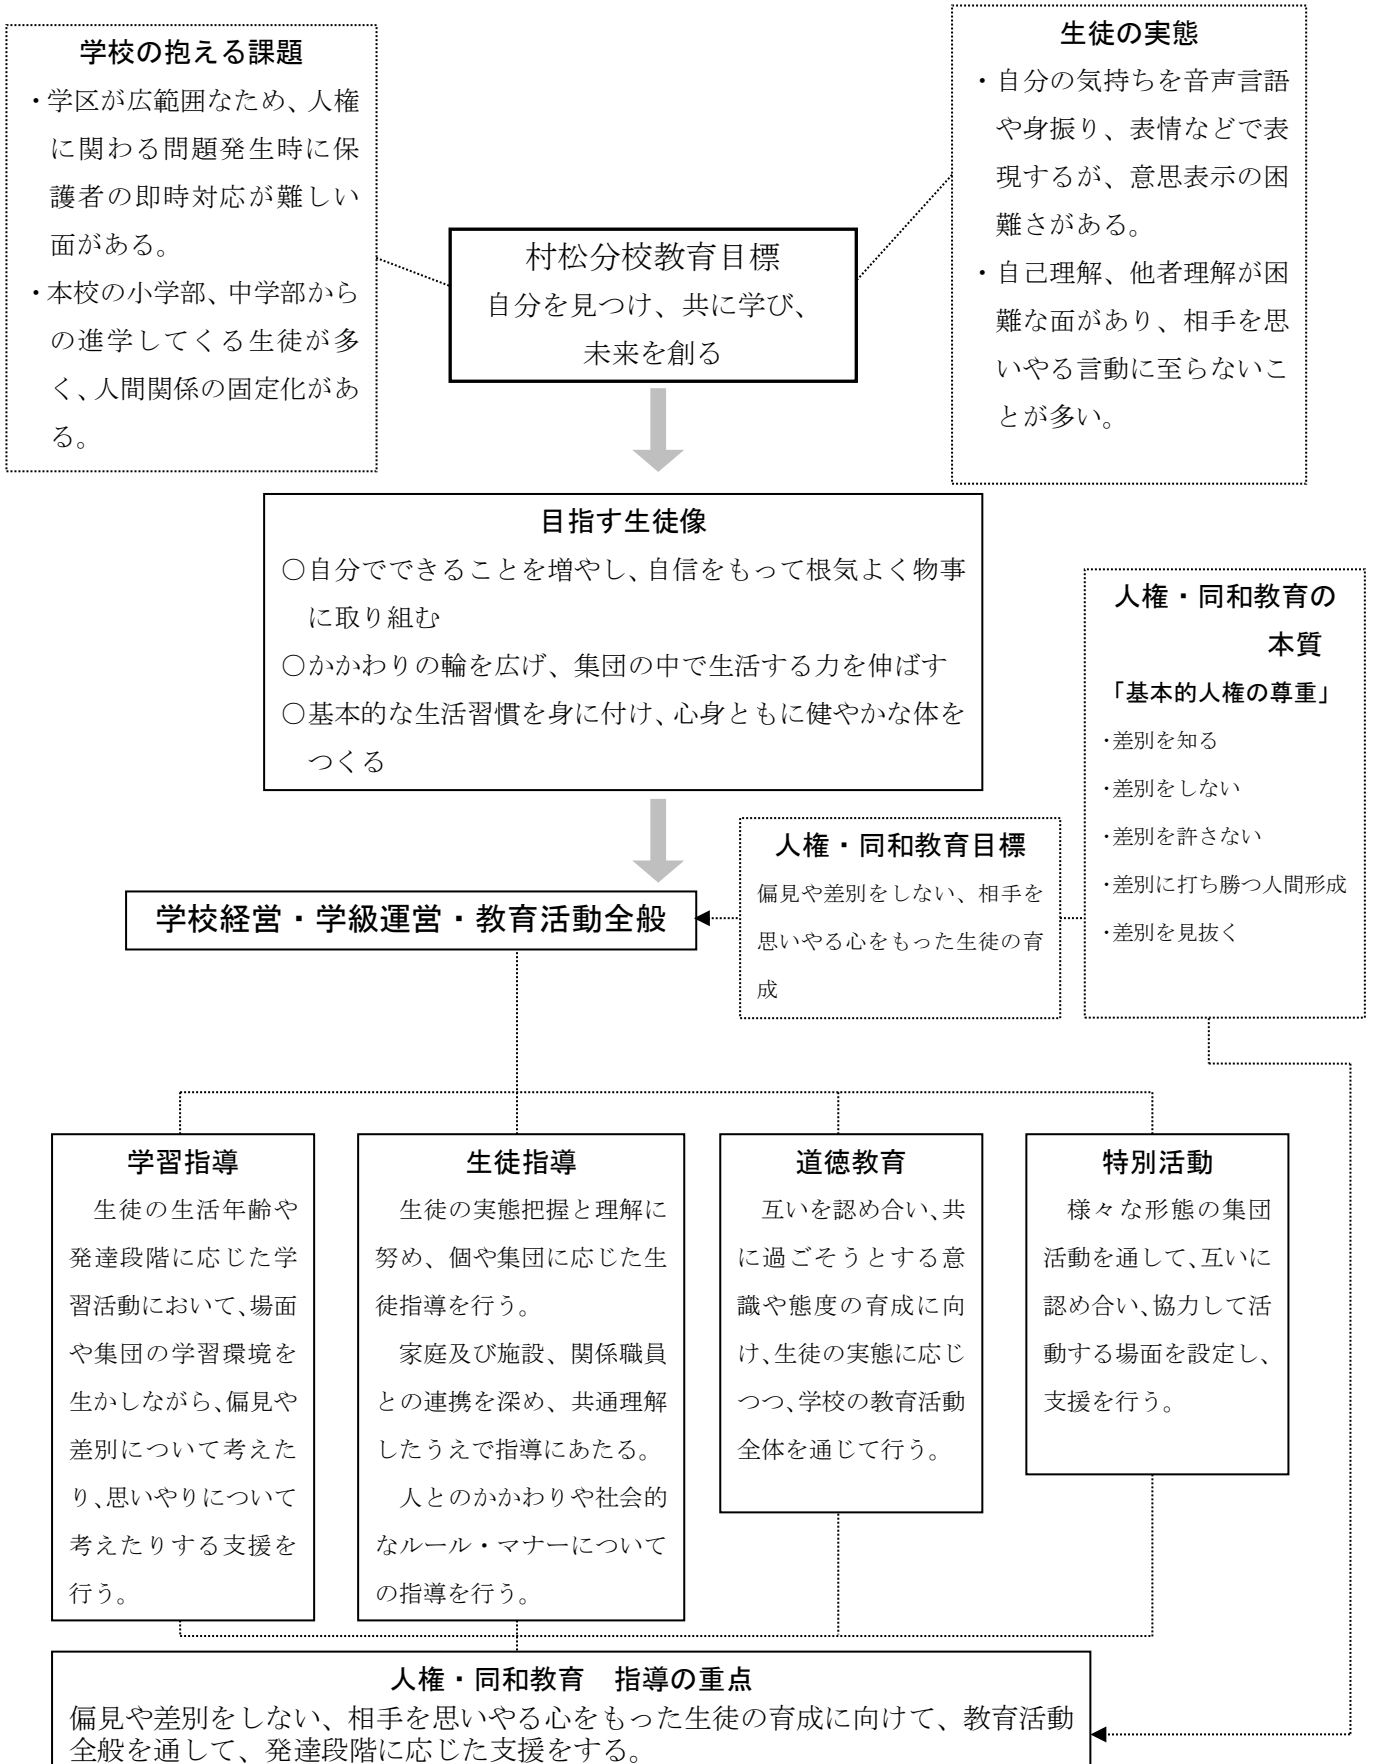 学校の抱える課題
・学区が広範囲なため、人権
に関わる問題発生時に保
護者の即時対応が難しい
面がある。
・本校の小学部、中学部から
の進学してくる生徒が多
く、人間関係の固定化があ
る。
生徒の実態
・自分の気持ちを音声言語
や身振り、表情などで表
現するが、意思表示の困
難さがある。
・自己理解、他者理解が困
難な面があり、相手を思
いやる言動に至らないこ
とが多い。
村松分校教育目標
自分を見つけ、共に学び、
未来を創る
目指す生徒像
○自分でできることを増やし、自信をもって根気よく物事
に取り組む
○かかわりの輪を広げ、集団の中で生活する力を伸ばす
○基本的な生活習慣を身に付け、心身ともに健やかな体を
つくる
人権・同和教育の
本質
「基本的人権の尊重」
・差別を知る
・差別をしない
・差別を許さない
・差別に打ち勝つ人間形成
・差別を見抜く
人権・同和教育目標
偏見や差別をしない、相手を
思いやる心をもった生徒の育
成
学校経営・学級運営・教育活動全般
学習指導
生徒の生活年齢や
発達段階に応じた学
習活動において、場面
や集団の学習環境を
生かしながら、偏見や
差別について考えた
り、思いやりについて
考えたりする支援を
行う。
生徒指導
生徒の実態把握と理解に
努め、個や集団に応じた生
徒指導を行う。
家庭及び施設、関係職員
との連携を深め、共通理解
したうえで指導にあたる。
人とのかかわりや社会的
なルール・マナーについて
の指導を行う。
道徳教育
互いを認め合い、共
に過ごそうとする意
識や態度の育成に向
け、生徒の実態に応じ
つつ、学校の教育活動
全体を通じて行う。
特別活動
様々な形態の集団
活動を通して、互いに
認め合い、協力して活
動する場面を設定し、
支援を行う。
人権・同和教育　指導の重点
偏見や差別をしない、相手を思いやる心をもった生徒の育成に向けて、教育活動
全般を通して、発達段階に応じた支援をする。